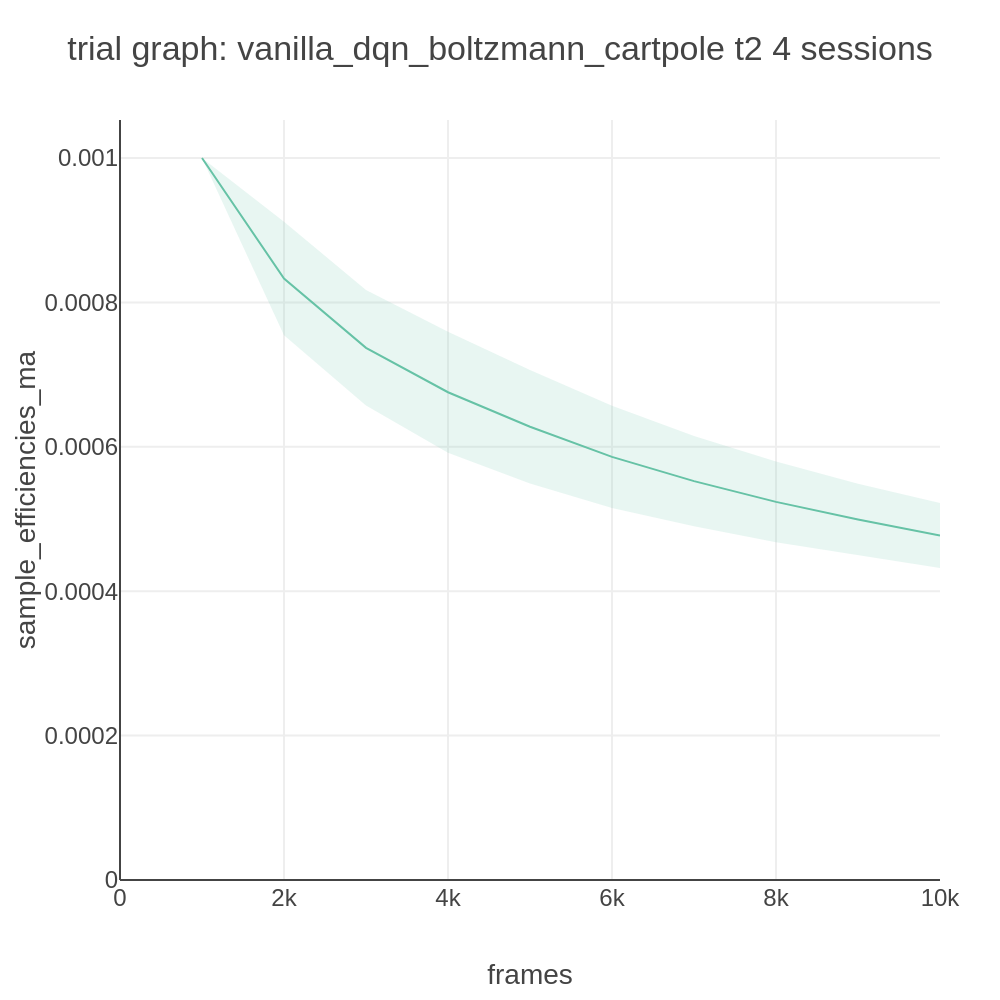 trial graph: vanilla_dqn_boltzmann_cartpole t2 4 sessions
0.001
0.0008
0.0006
0.0004
0.0002
0
sample_efficiencies_ma
0
2k
4k
6k
8k
10k
frames